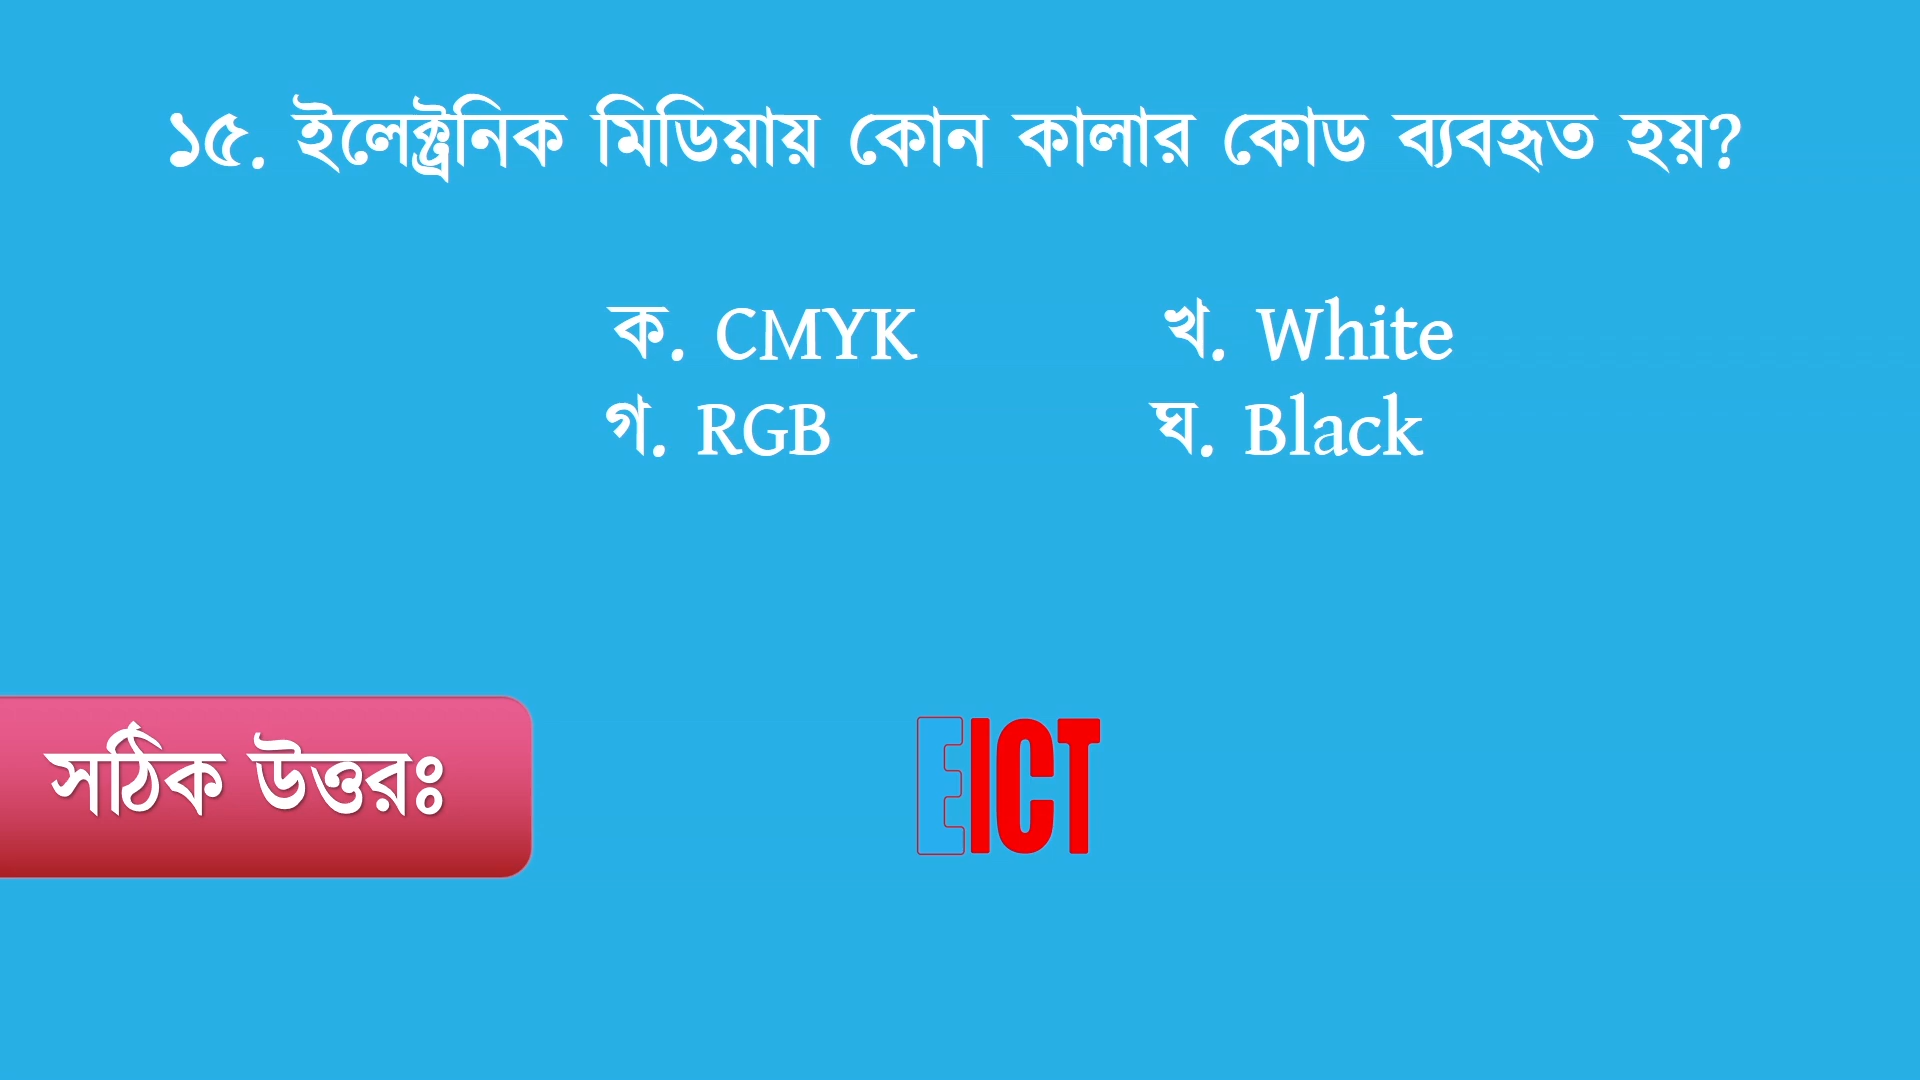 ১৫. ইলেক্ট্রনিক মিডিয়ায় কোন কালার কোড ব্যবহৃত হয়?
ক. CMYK খ. White
গ. RGB ঘ. Black
সঠিক উত্তরঃ
EICT